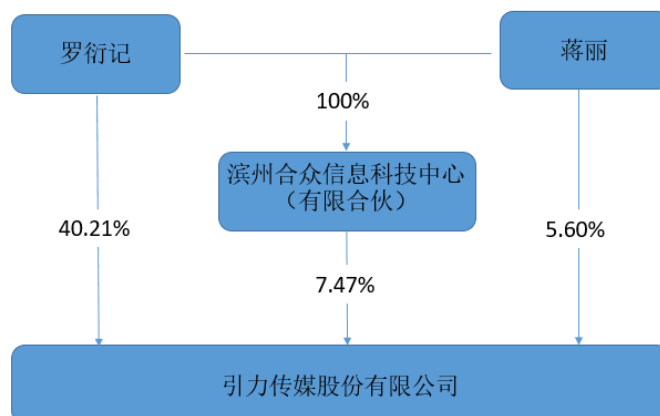 罗衍记
蒋丽
100%
滨州合众信息科技中心
（有限合伙）
40.21%
5.60%
7.47%
引力传媒股份有限公司